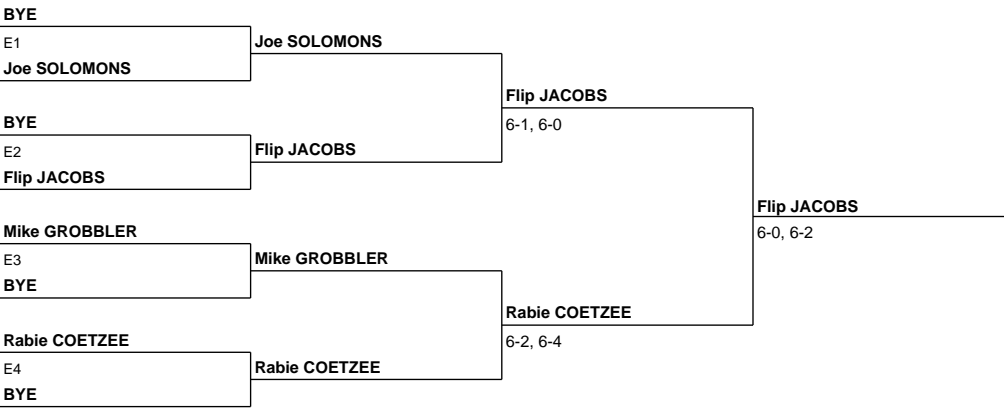 BYE
E1
Joe SOLOMONS
BYE
E2
Flip JACOBS
Mike GROBBLER
E3
BYE
Rabie COETZEE
E4
BYE
Joe SOLOMONS
Flip JACOBS
Mike GROBBLER
Rabie COETZEE
Flip JACOBS
6-1, 6-0
Rabie COETZEE
6-2, 6-4
Flip JACOBS
6-0, 6-2